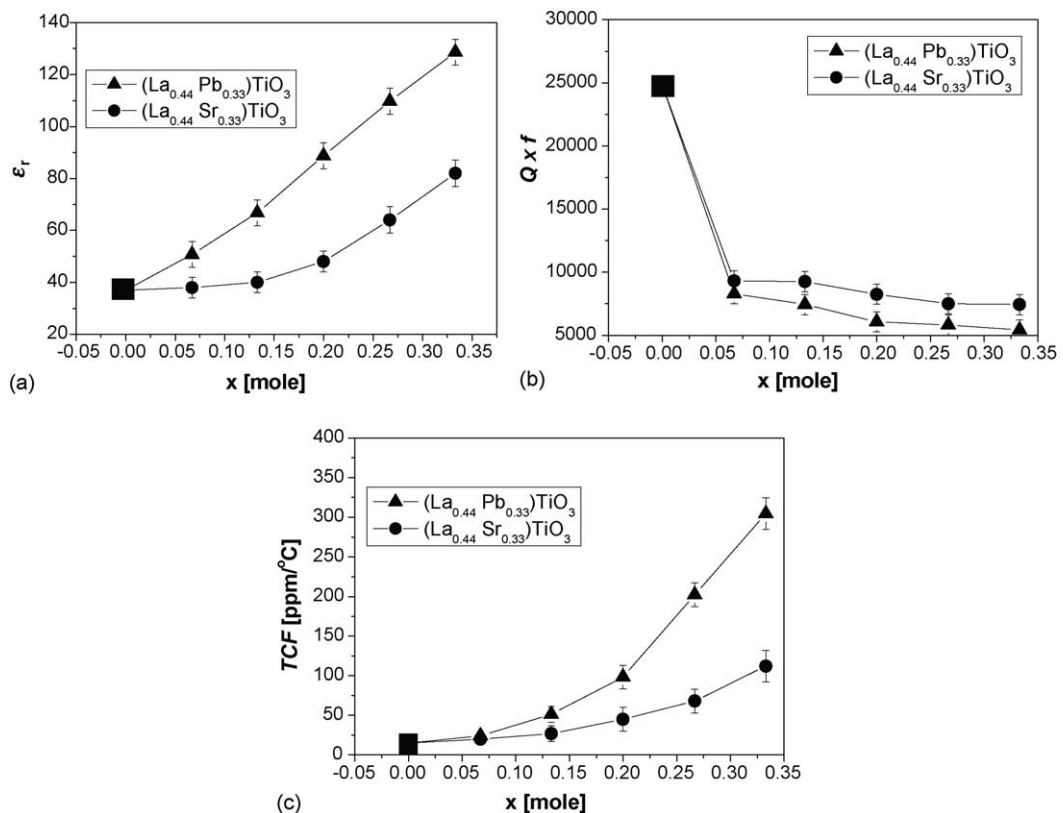 140
120
100
80
60
40
20
εr
(La0.44 Pb0.33)TiO3
(La0.44 Sr0.33)TiO3
-0.05 0.00 0.05 0.10 0.15 0.20 0.25 0.30 0.35
x [mole]
(a)
30000
25000
20000
15000
10000
5000
Q x f
(La0.44 Pb0.33)TiO3
(La0.44 Sr0.33)TiO3
-0.05 0.00 0.05 0.10 0.15 0.20 0.25 0.30 0.35
x [mole]
(b)
400
350
300
250
200
150
100
50
0
TCF [ppm/°C]
(La0.44 Pb0.33)TiO3
(La0.44 Sr0.33)TiO3
-0.05 0.00 0.05 0.10 0.15 0.20 0.25 0.30 0.35
x [mole]
(c)